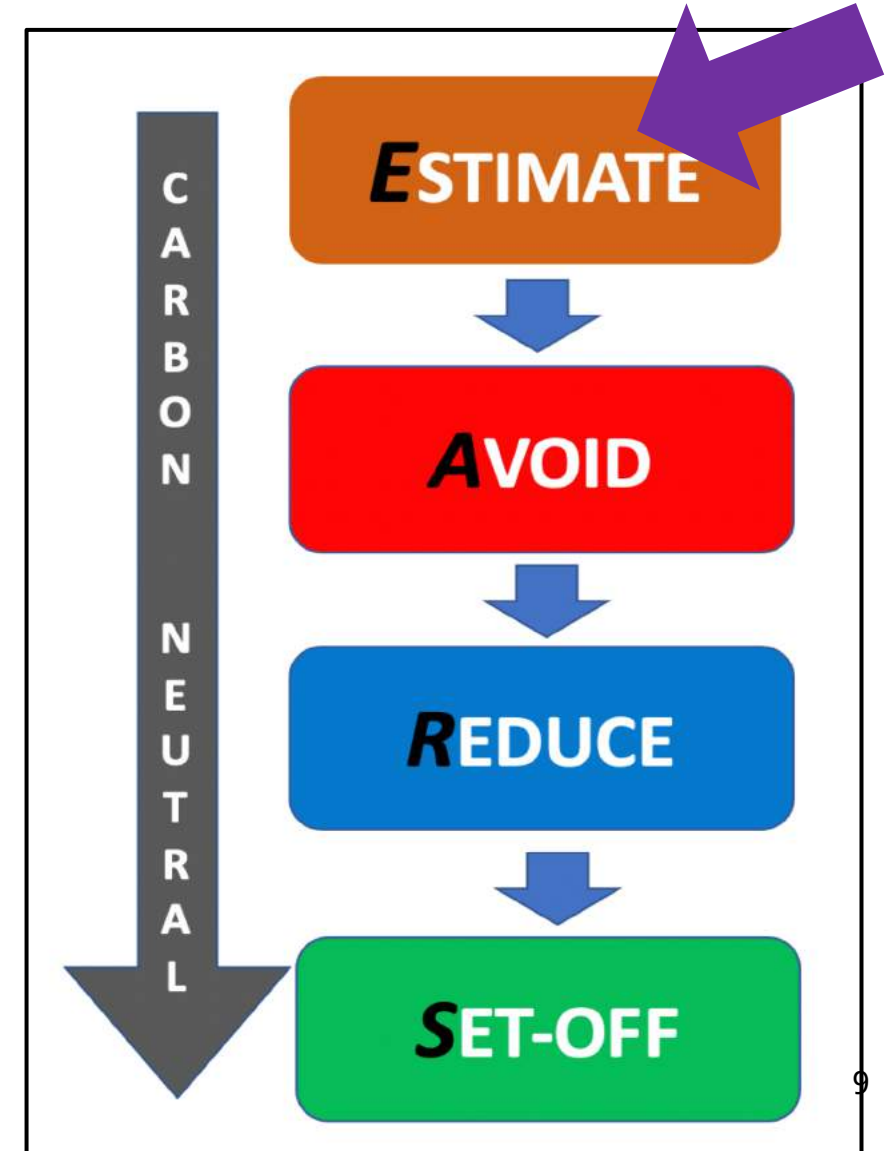 CARBON NEUTRAL
ESTIMATE
AVOID
REDUCE
SET-OFF
9